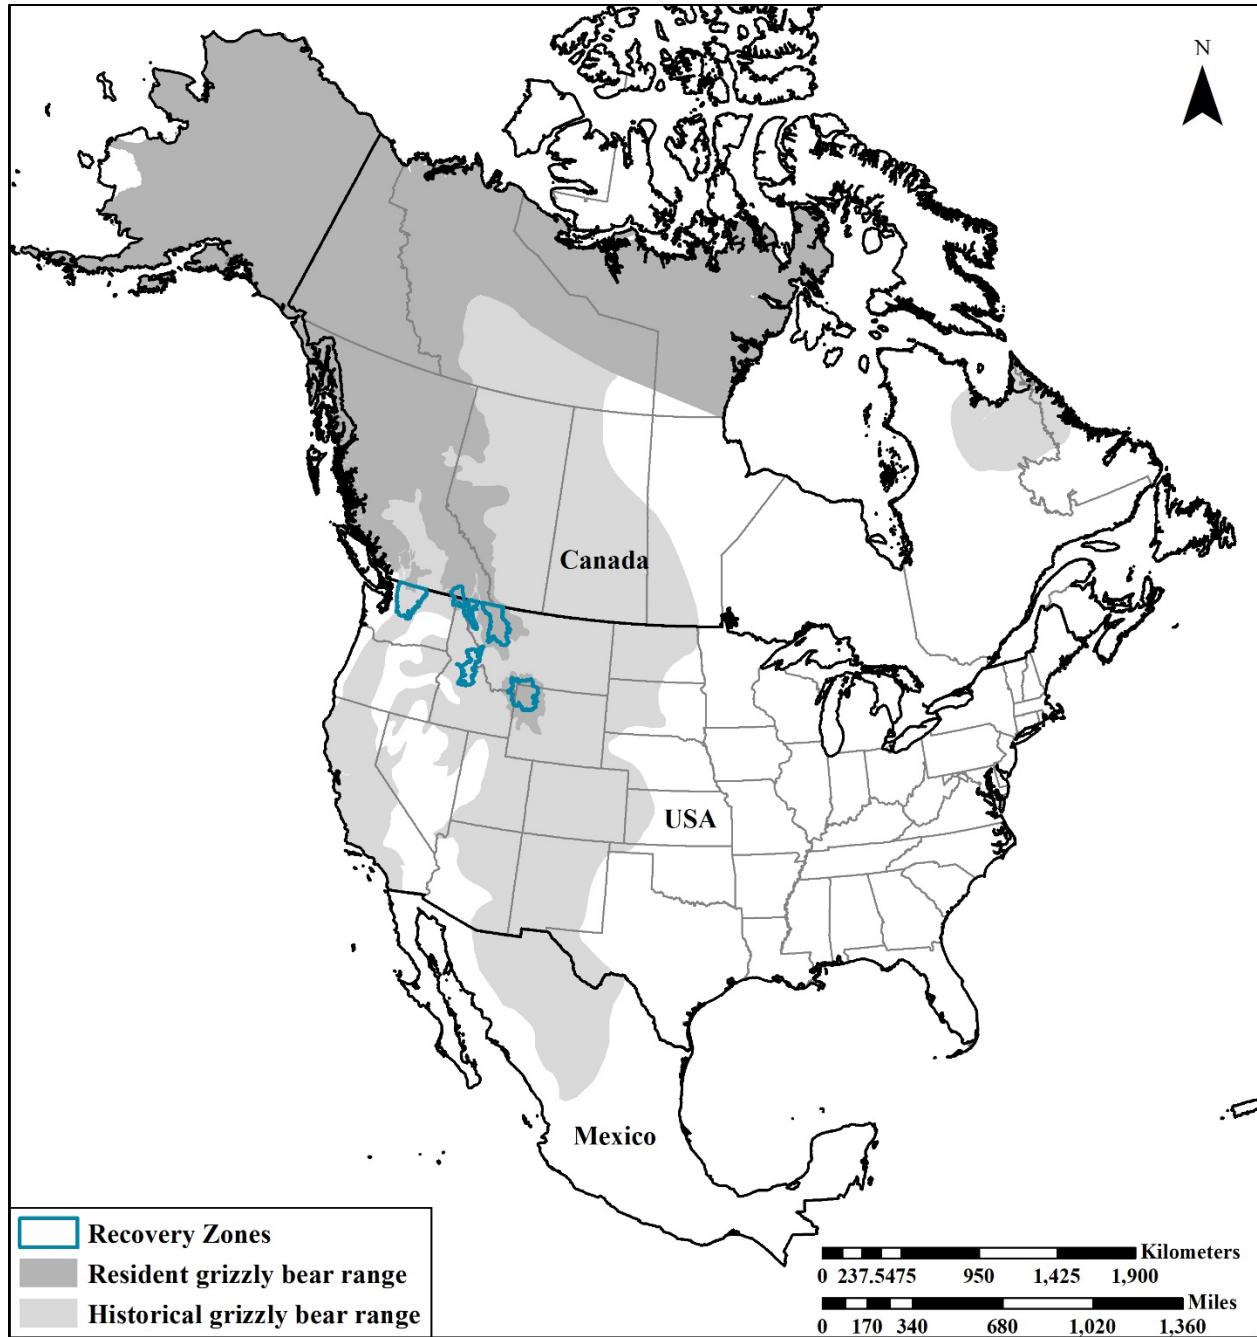 N
Canada
USA
Mexico
Recovery Zones
Resident grizzly bear range
Historical grizzly bear range
Kilometers
0 237.5475 950 1,425 1,900
Miles
0 170 340 680 1,020 1,360